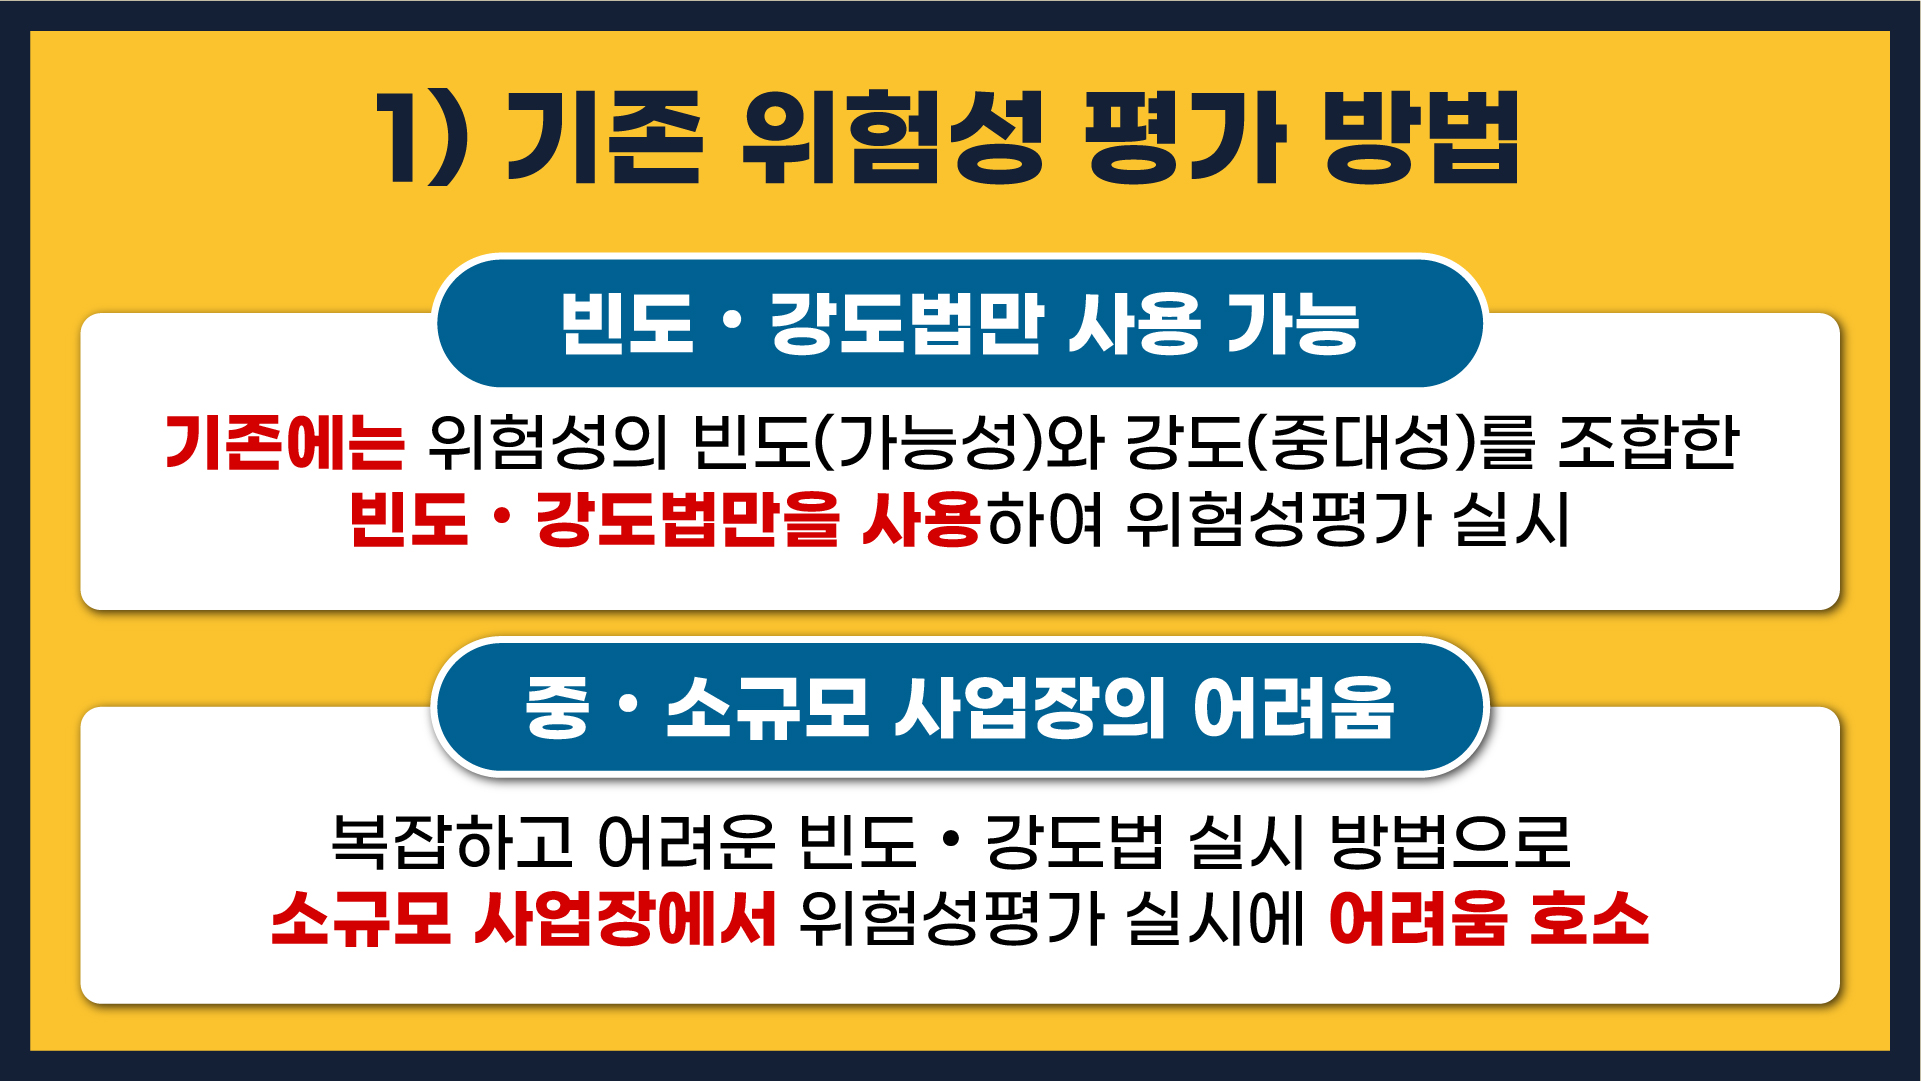 1) 기존 위험성 평가 방법
빈도・강도법만 사용 가능
기존에는 위험성의 빈도(가능성)와 강도(중대성)를 조합한
빈도・강도법만을 사용하여 위험성평가 실시
중・소규모 사업장의 어려움
복잡하고 어려운 빈도・강도법 실시 방법으로
소규모 사업장에서 위험성평가 실시에 어려움 호소